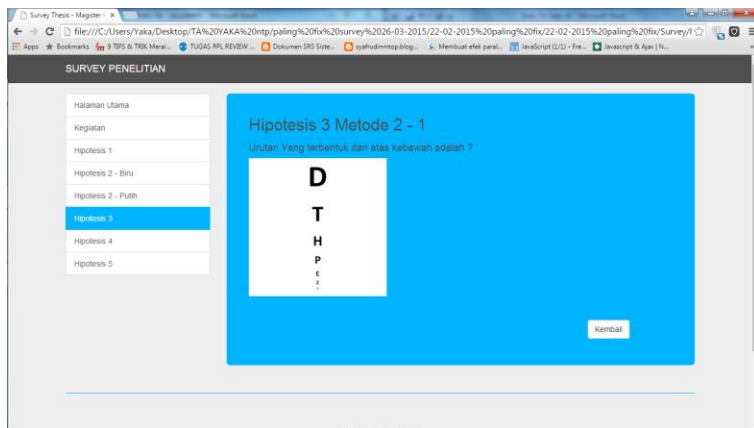 Survey Thesis - Magister
file:///C:/Users/Yaka/Desktop/TA%20YAKA%20ntp/paling%20fix%20survey%2026-03-2015/22-02-2015%20paling%20fix/22-02-2015%20paling%20fix/Survey/
Apps Bookmarks 9 TIPS & TRIK Merai... TUGAS RPL REVIEW ... Dokumen SRS Siste... syafrudinmtop.blog... Membuat efek paral... JavaScript (1/1) - Fre... Javascript & Ajax | N...
SURVEY PENELITIAN
Halaman Utama
Kegiatan
Hipotesis 1
Hipotesis 2 - Biru
Hipotesis 2 - Putih
Hipotesis 3
Hipotesis 4
Hipotesis 5
Hipotesis 3 Metode 2 - 1
Urutan Yang terbentuk dari atas kebawah adalah ?
D
T
H
P
E
2
Kembali